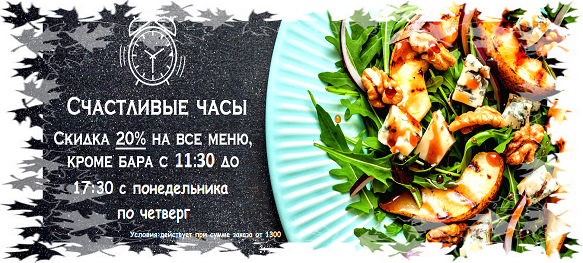 Счастливые часы
Скидка 20% на все меню,
кроме бара с 11:30 до
17:30 с понедельника
по четверг
Условия:действует при сумме заказа от 1300